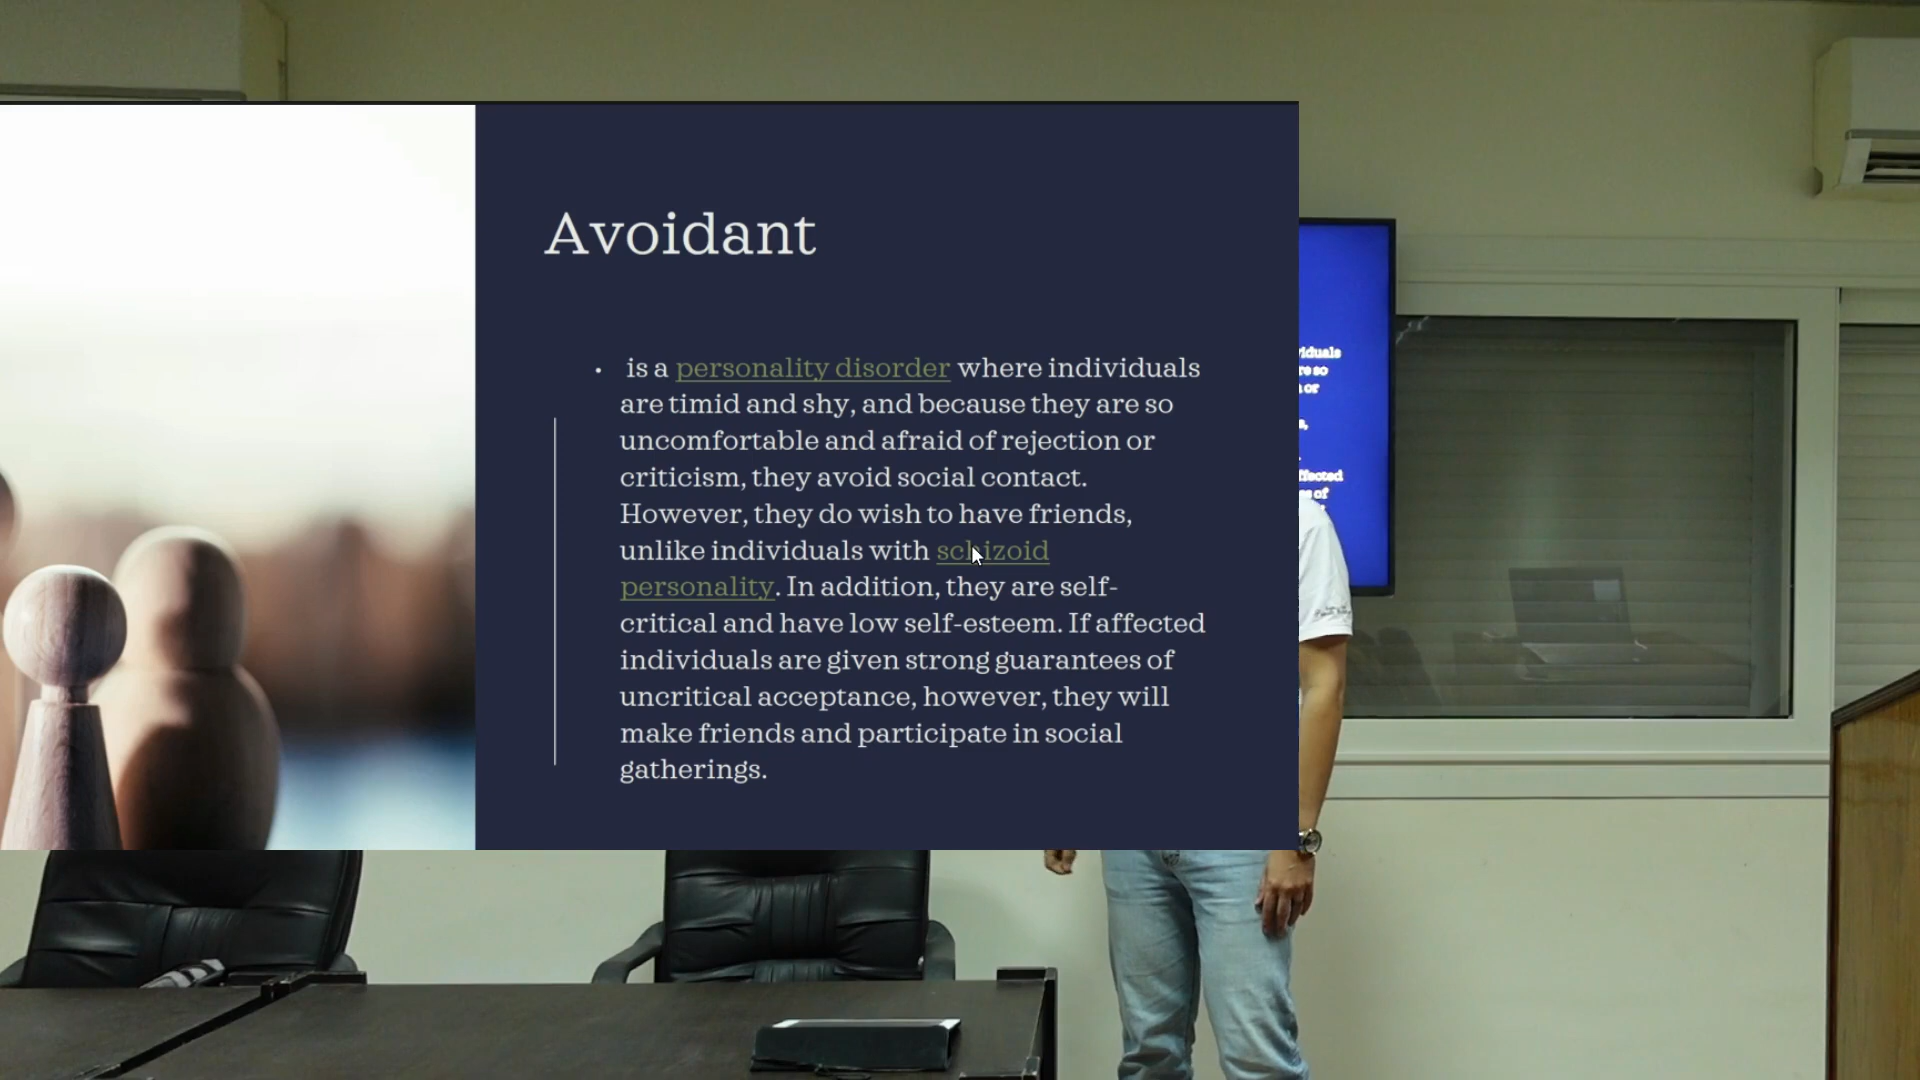 Avoidant
• is a personality disorder where individuals
are timid and shy, and because they are so
uncomfortable and afraid of rejection or
criticism, they avoid social contact.
However, they do wish to have friends,
unlike individuals with schizoid
personality. In addition, they are self-
critical and have low self-esteem. If affected
individuals are given strong guarantees of
uncritical acceptance, however, they will
make friends and participate in social
gatherings.